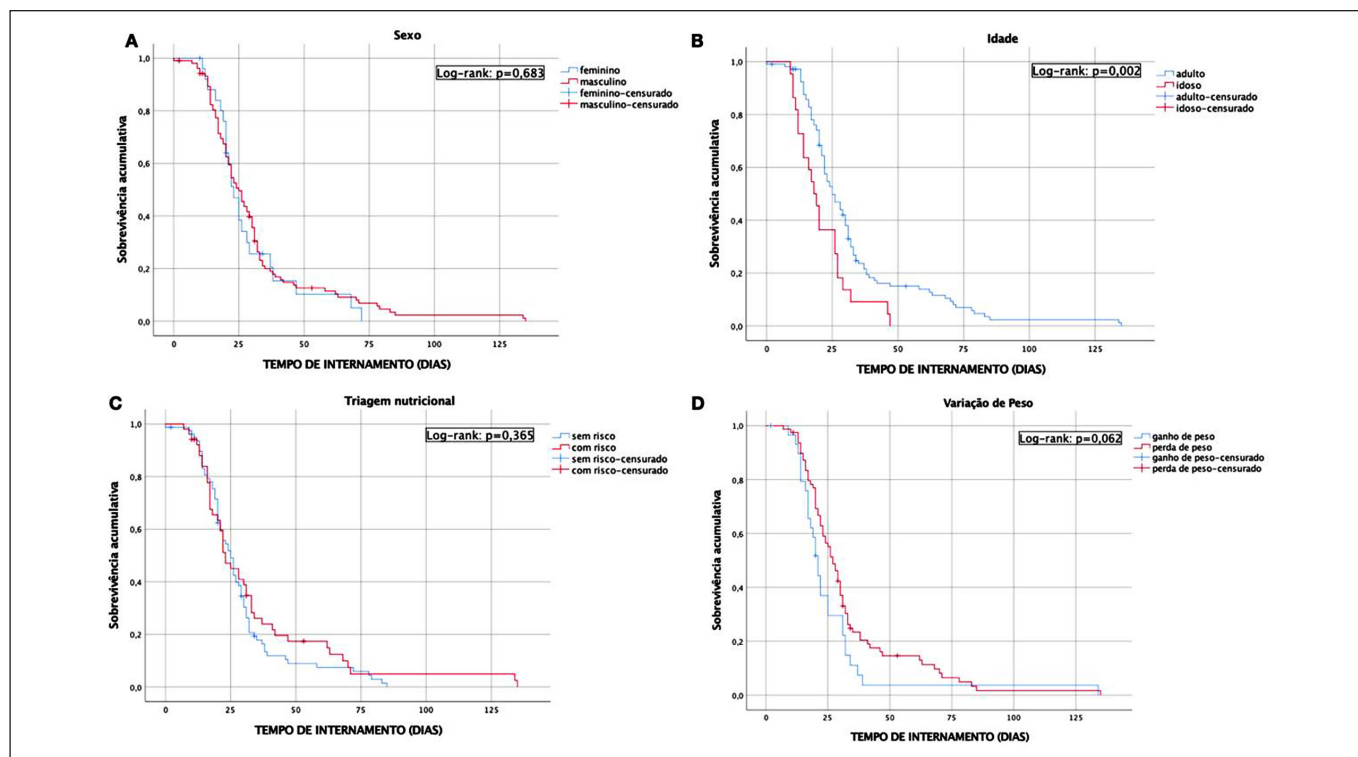 A
Sexo
Log-rank: p=0,683
feminino
masculino
feminino-censurado
masculino-censurado
Sobrevivência acumulativa
1,0
0,8
0,6
0,4
0,2
0,0
0 25 50 75 100 125
TEMPO DE INTERNAMENTO (DIAS)
B
Idade
Log-rank: p=0,002
adulto
idoso
adulto-censurado
idoso-censurado
Sobrevivência acumulativa
1,0
0,8
0,6
0,4
0,2
0,0
0 25 50 75 100 125
TEMPO DE INTERNAMENTO (DIAS)
C
Triagem nutricional
Log-rank: p=0,365
sem risco
com risco
sem risco-censurado
com risco-censurado
Sobrevivência acumulativa
1,0
0,8
0,6
0,4
0,2
0,0
0 25 50 75 100 125
TEMPO DE INTERNAMENTO (DIAS)
D
Variação de Peso
Log-rank: p=0,062
ganho de peso
perda de peso
ganho de peso-censurado
perda de peso-censurado
Sobrevivência acumulativa
1,0
0,8
0,6
0,4
0,2
0,0
0 25 50 75 100 125
TEMPO DE INTERNAMENTO (DIAS)